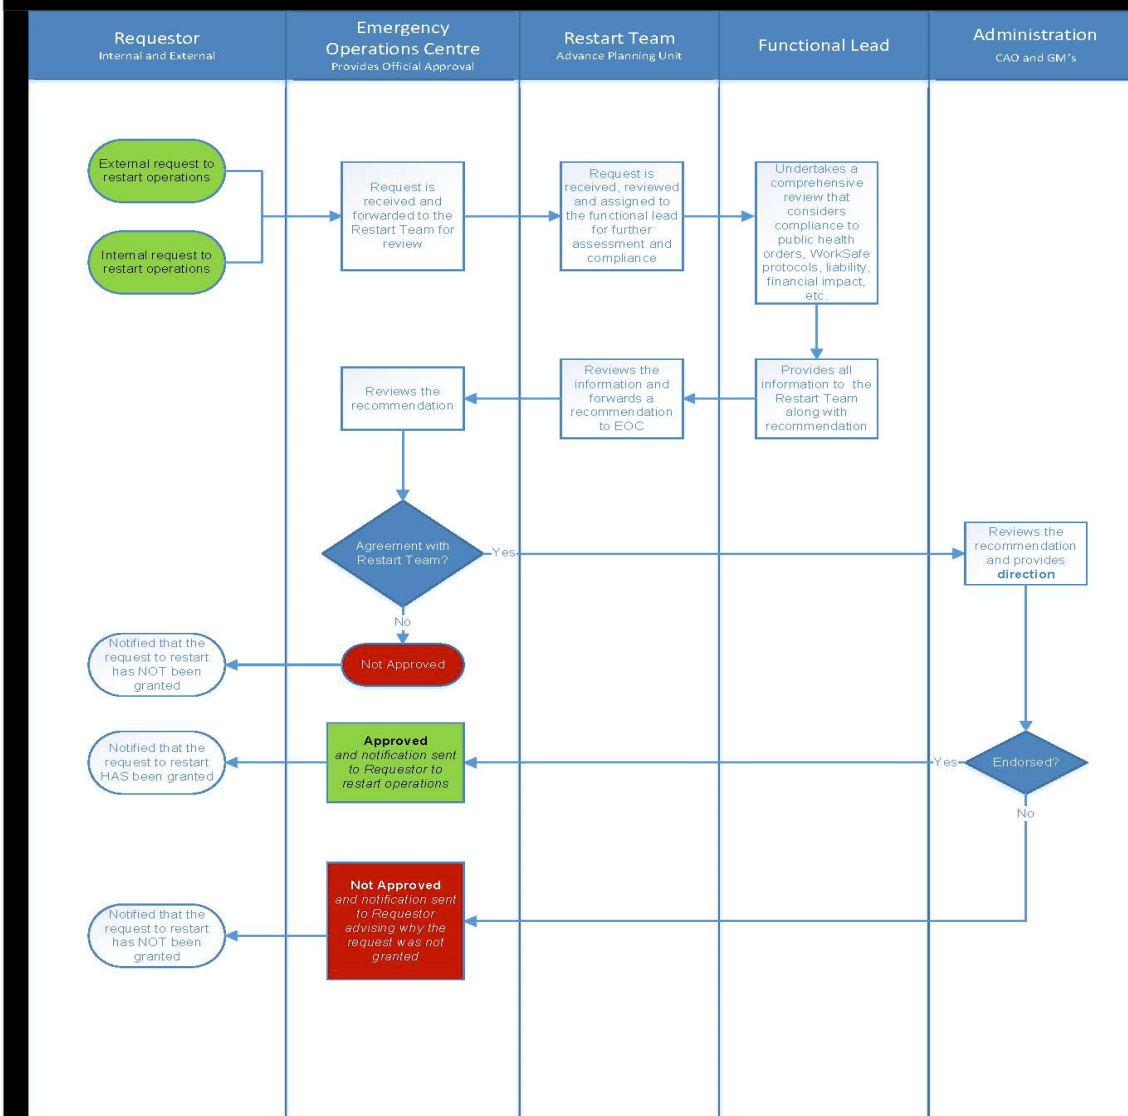 Requestor
Internal and External
Emergency
Operations Centre
Provides Official Approval
Restart Team
Advance Planning Unit
Functional Lead
Administration
CAO and GM's
External request to
restart operations
Internal request to
restart operations
Request is
received and
forwarded to the
Restart Team for
review
Request is
received, reviewed
and assigned to
the functional lead
for further
assessment and
compliance
Undertakes a
comprehensive
review that
considers
compliance to
public health
orders, WorkSafe
protocols, liability,
financial impact,
etc.
Reviews the
recommendation
Reviews the
information and
forwards a
recommendation
to EOC
Provides all
information to the
Restart Team
along with
recommendation
Agreement with
Restart Team?
Yes
Reviews the
recommendation
and provides
direction
No
Notified that the
request to restart
has NOT been
granted
Not Approved
Notified that the
request to restart
HAS been granted
Approved
and notification sent
to Requestor to
restart operations
Yes
Endorsed?
No
Notified that the
request to restart
has NOT been
granted
Not Approved
and notification sent
to Requestor
advising why the
request was not
granted